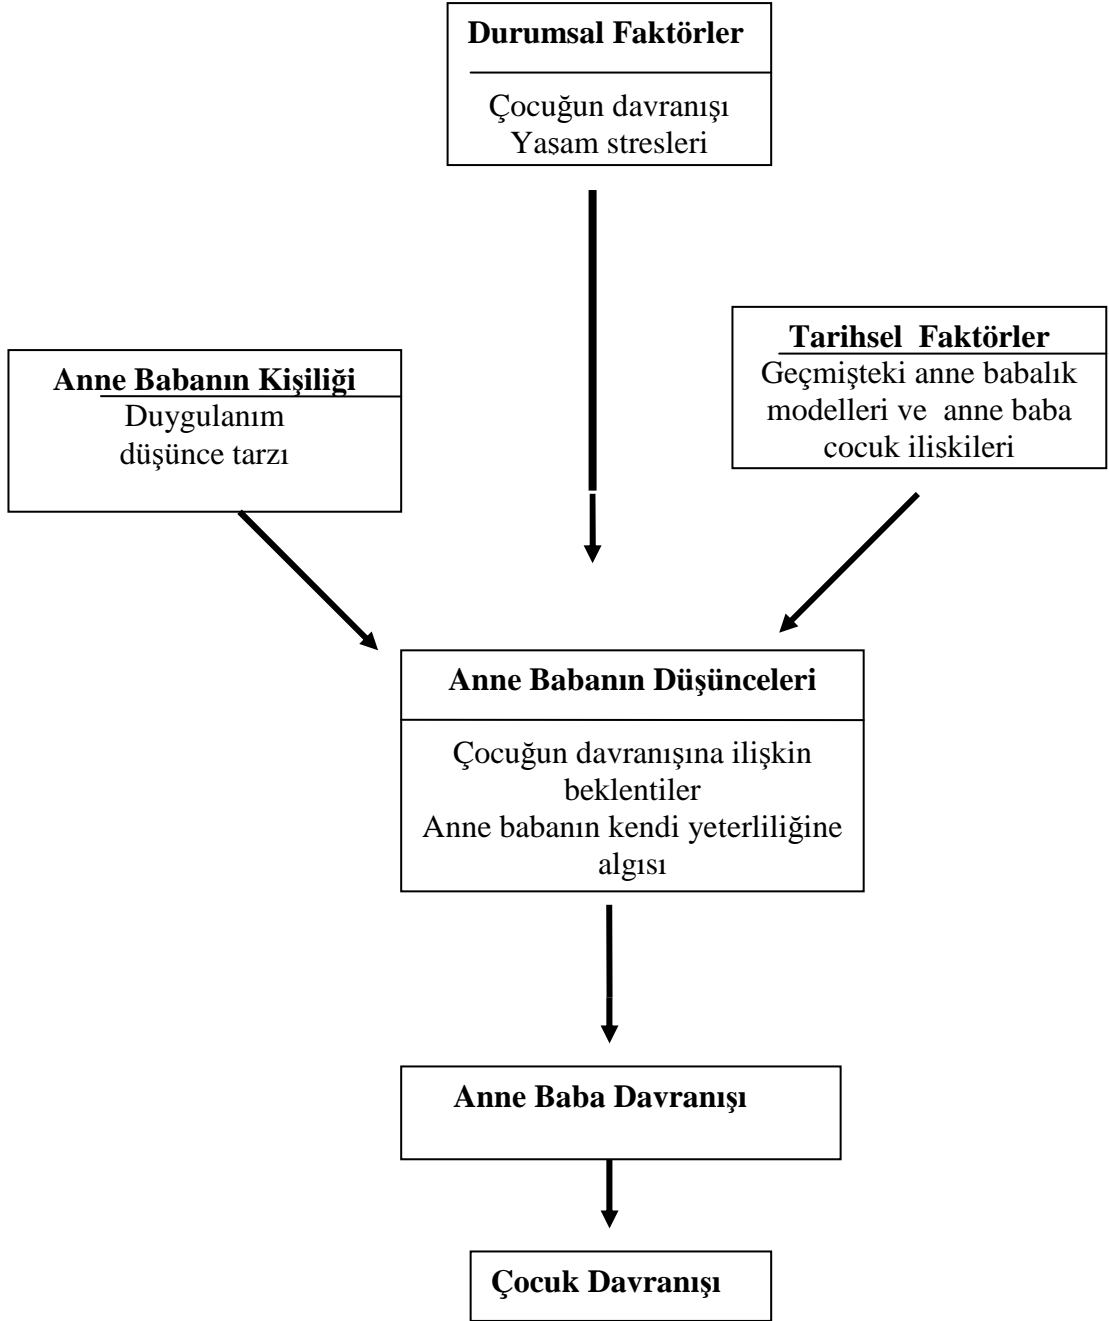 Durumsal Faktörler
Çocuğun davranışı
Yaşam stresleri
Tarihsel Faktörler
Geçmişteki anne babalık
modelleri ve anne baba
cocuk iliskileri
Anne Babanın Kişiliği
Duygulanım
düşünce tarzı
Anne Babanın Düşünceleri
Çocuğun davranışına ilişkin
beklentiler
Anne babanın kendi yeterliliğine
algısı
Anne Baba Davranışı
Çocuk Davranışı